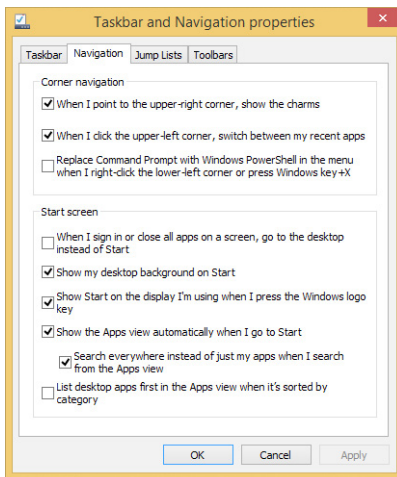 Taskbar and Navigation properties
Taskbar Navigation Jump Lists Toolbars
Corner navigation
When I point to the upper-right corner, show the charms
When I click the upper-left corner, switch between my recent apps
Replace Command Prompt with Windows PowerShell in the menu
when I right-click the lower-left corner or press Windows key+X
Start screen
When I sign in or close all apps on a screen, go to the desktop
instead of Start
Show my desktop background on Start
Show Start on the display I'm using when I press the Windows logo
key
Show the Apps view automatically when I go to Start
Search everywhere instead of just my apps when I search
from the Apps view
List desktop apps first in the Apps view when it's sorted by
category
OK Cancel Apply